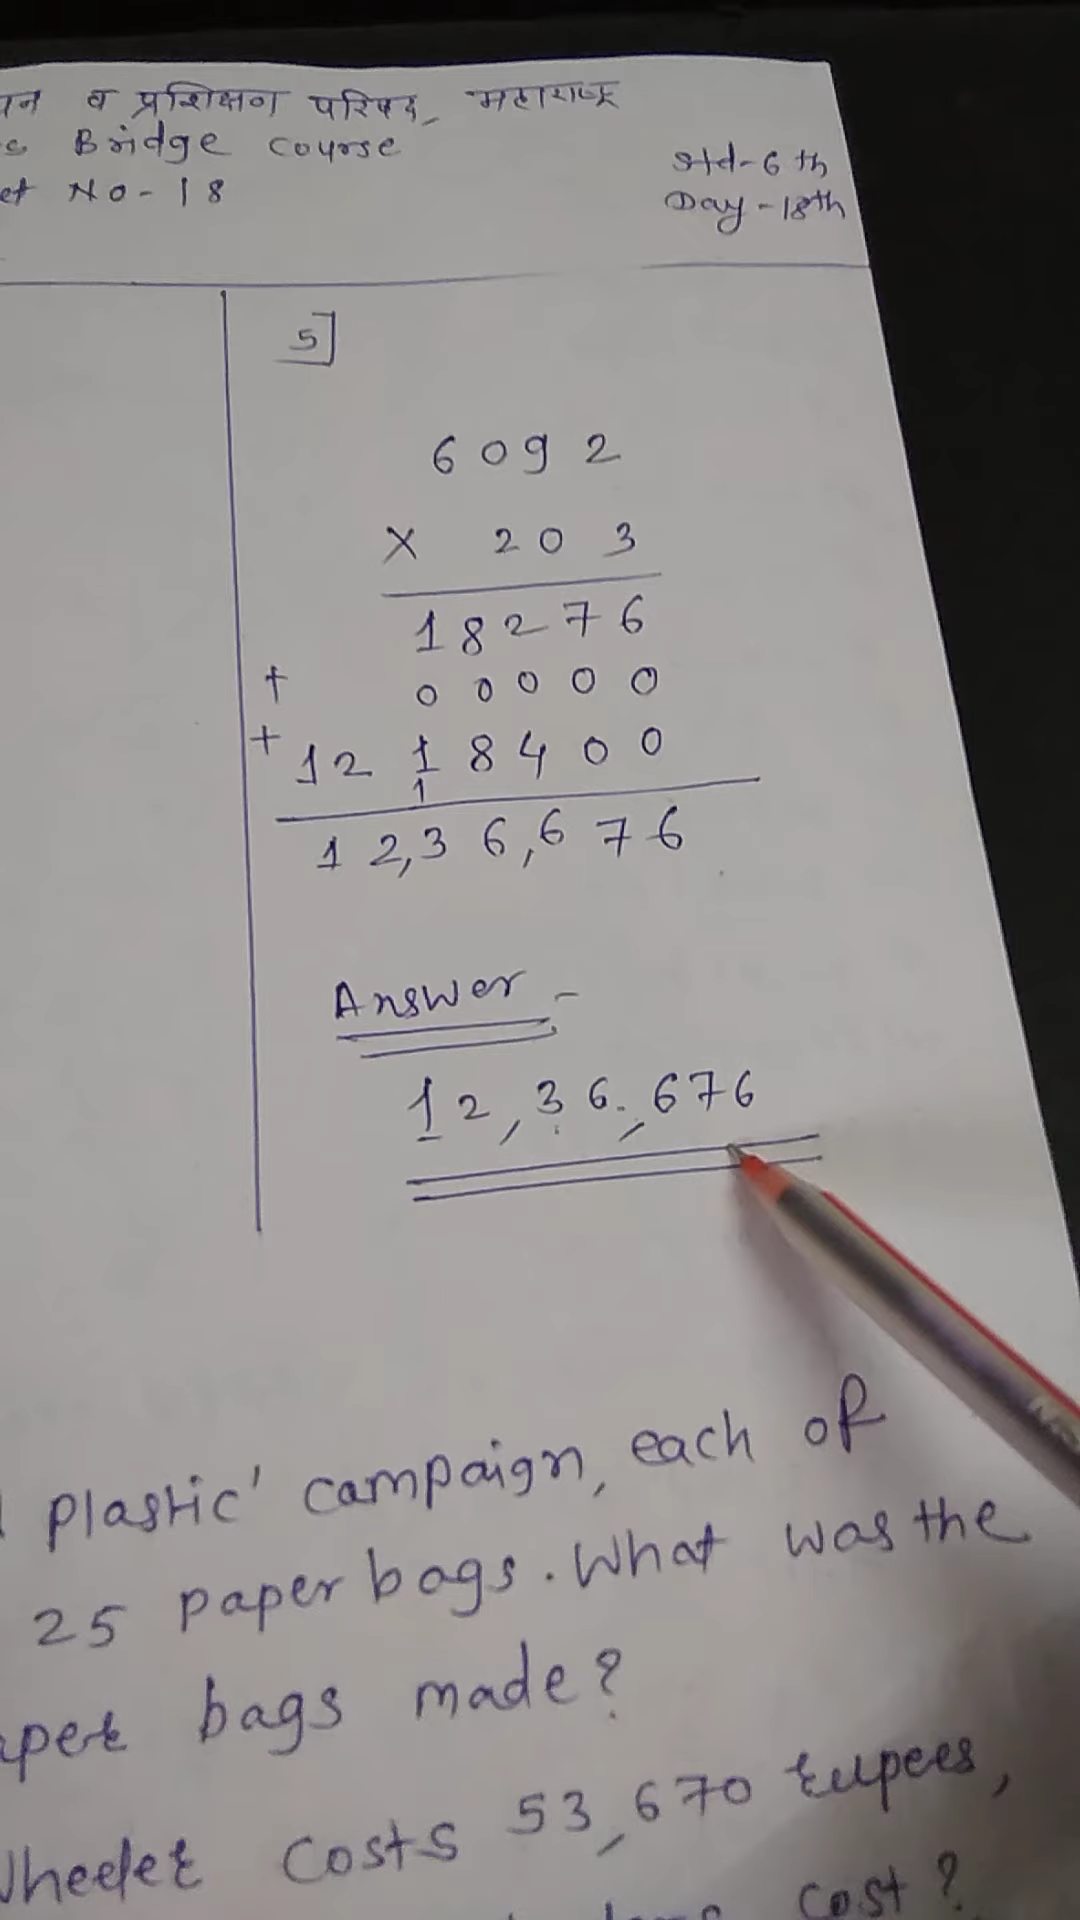 व प्रशिक्षण परिषद, महाराष्ट्र
Bridge course
No-18
Std-6th
Day-18th
5]
6092
X 203
18276
+ 00000
+ 1218400
1
12,36,676
Answer -
12,36,676
plastic' campaign, each of
25 paper bags. What was the
bags made?
costs 53,670 rupees,
cost?